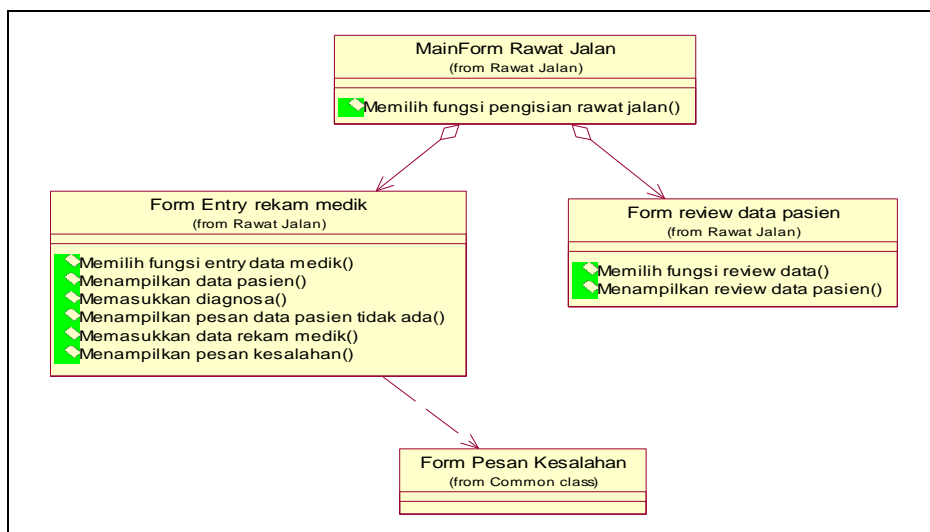 MainForm Rawat Jalan
(from Rawat Jalan)
Memilih fungsi pengisian rawat jalan()
Form Entry rekam medik
(from Rawat Jalan)
Memilih fungsi entry data medik()
Menampilkan data pasien()
Memasukkan diagnosa()
Menampilkan pesan data pasien tidak ada()
Memasukkan data rekam medik()
Menampilkan pesan kesalahan()
Form review data pasien
(from Rawat Jalan)
Memilih fungsi review data()
Menampilkan review data pasien()
Form Pesan Kesalahan
(from Common class)